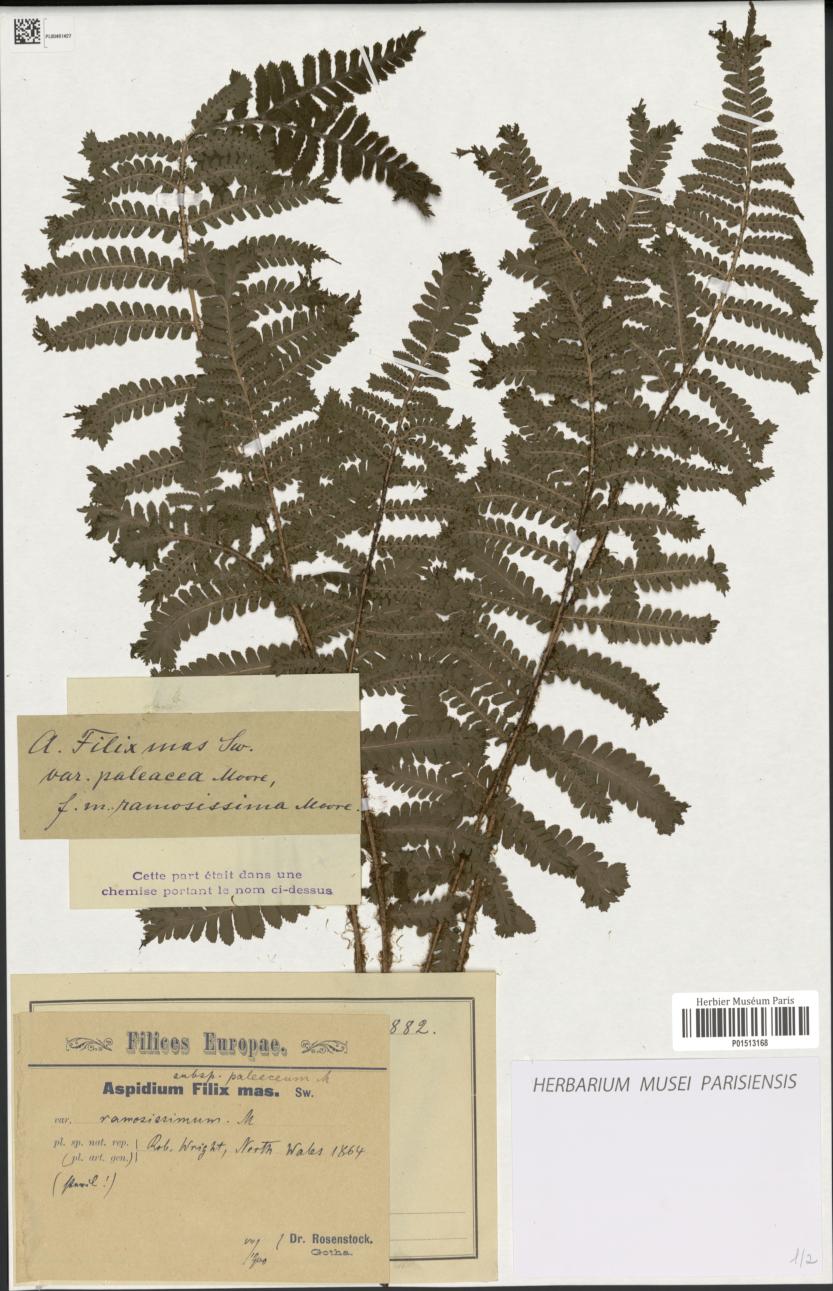 PU00461427
A. Filix mas Sw.
var. paleacea Moore,
f. m. ramosissima Moore.
Cette part était dans une
chemise portant le nom ci-dessus
882.
Filices Europae.
subsp. paleaceum M
Aspidium Filix mas. Sw.
var. ramosissimum. M
pl. sp. nat. rep. } Rob. Wright, North Wales 1864
(pl. art. gen.)
Dr. Rosenstock.
Gotha.
Herbier Muséum Paris
P01513168
HERBARIUM MUSEI PARISIENSIS
1/2